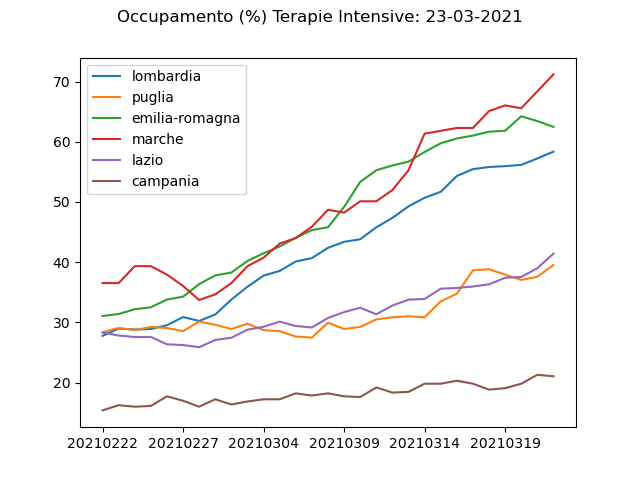 Occupamento (%) Terapie Intensive: 23-03-2021
lombardia
puglia
emilia-romagna
marche
lazio
campania
70
60
50
40
30
20
20210222 20210227 20210304 20210309 20210314 20210319